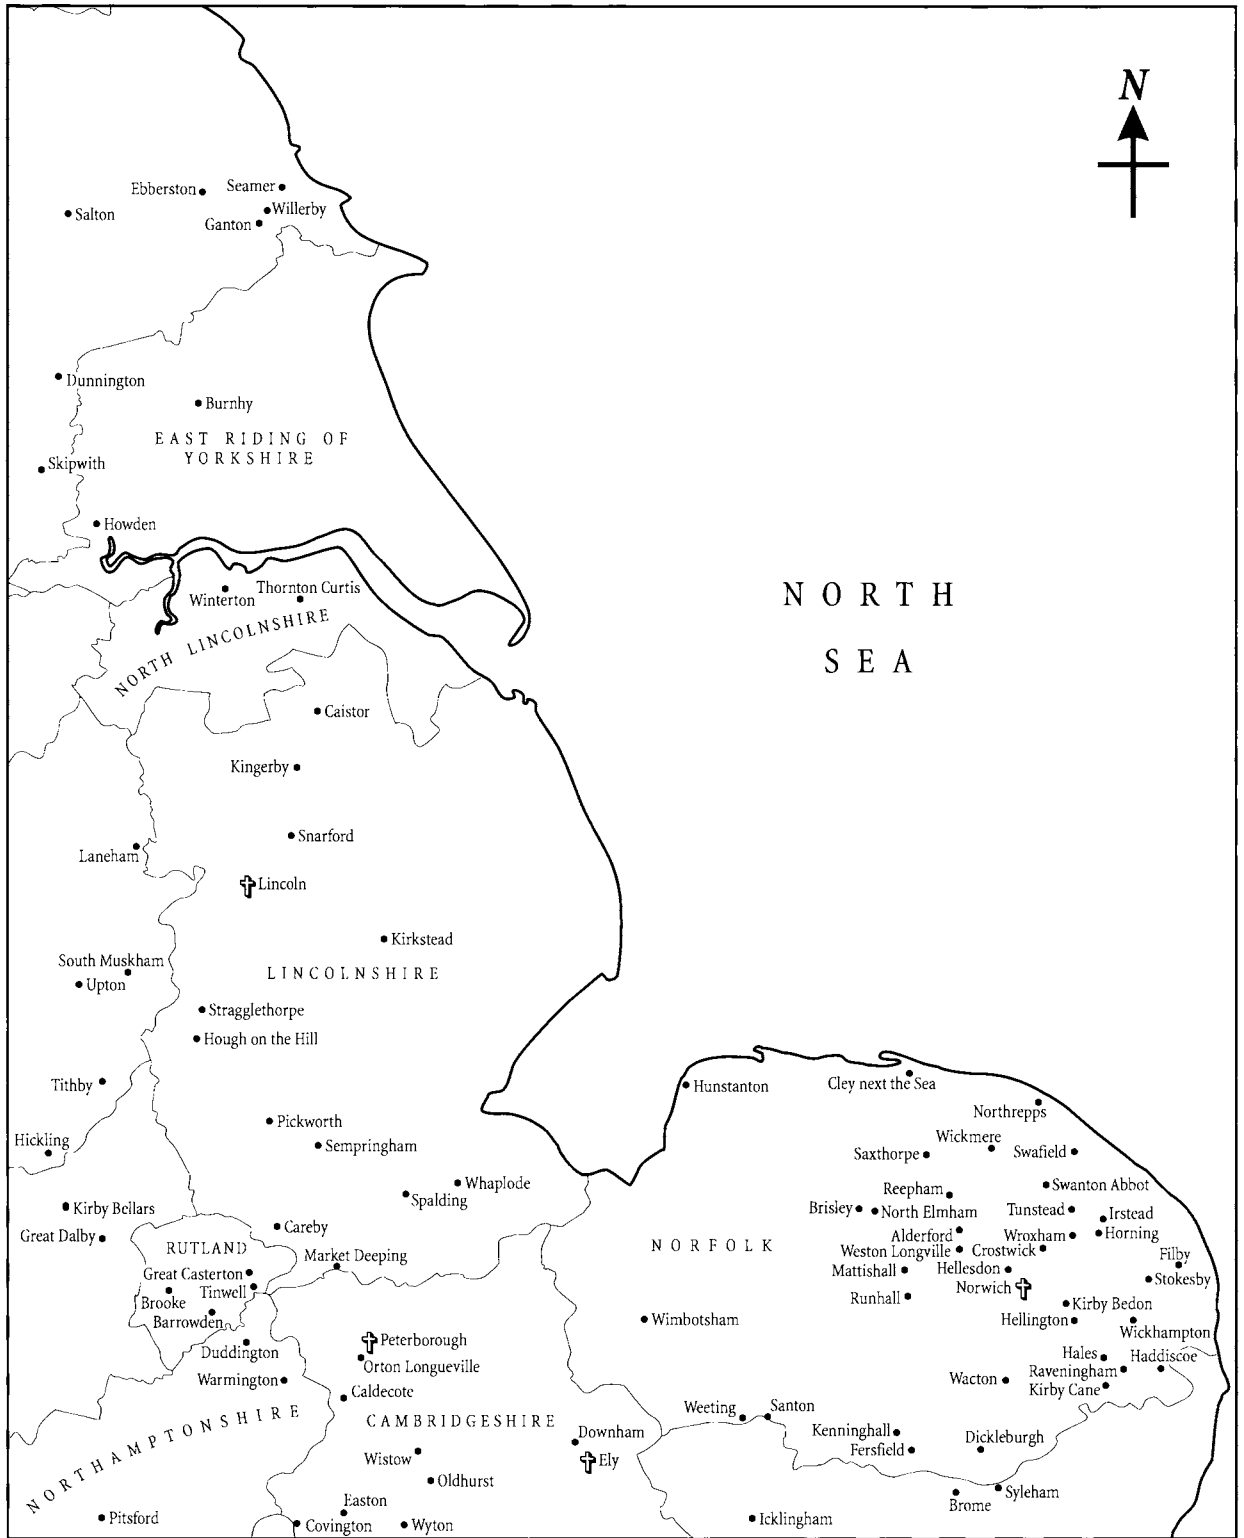 N
Ebberston
Seamer
Salton
Willerby
Ganton
Dunnington
Burnhy
EAST RIDING OF
YORKSHIRE
Skipwith
Howden
NORTH
SEA
Winterton
Thornton Curtis
NORTH LINCOLNSHIRE
Caistor
Kingerby
Snarford
Laneham
Lincoln
Kirkstead
South Muskham
Upton
LINCOLNSHIRE
Stragglethorpe
Hough on the Hill
Tithby
Hunstanton
Cley next the Sea
Northrepps
Pickworth
Sempringham
Hickling
Wickmere
Saxthorpe
Swafield
Whaplode
Spalding
Reepham
Swanton Abbot
Kirby Bellars
Brisley
North Elmham
Tunstead
Irstead
Great Dalby
Careby
Alderford
Wroxham
Horning
RUTLAND
Market Deeping
NORFOLK
Weston Longville
Crostwick
Filby
Great Casterton
Mattishall
Hellesdon
Stokesby
Tinwell
Norwich
Brooke
Runhall
Kirby Bedon
Barrowden
Wimbotsham
Hellington
Wickhampton
Peterborough
Duddington
Orton Longueville
Hales
Haddiscoe
Raveningham
Warmington
Caldecote
Wacton
Kirby Cane
NORTHAMPTONSHIRE
CAMBRIDGESHIRE
Weeting
Santon
Downham
Kenninghall
Dickleburgh
Wistow
Ely
Fersfield
Oldhurst
Syleham
Brome
Easton
Pitsford
Covington
Wyton
Icklingham